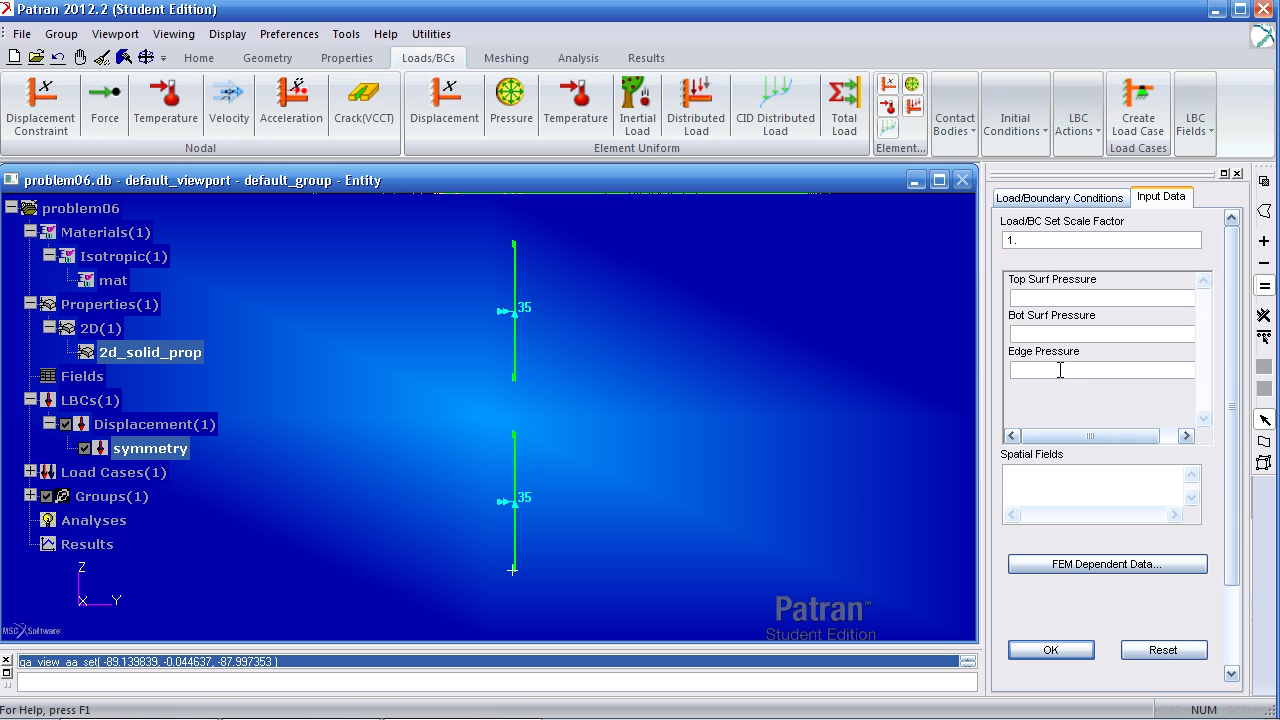 Patran 2012.2 (Student Edition)
File Group Viewport Viewing Display Preferences Tools Help Utilities
Home Geometry Properties Loads/BCs Meshing Analysis Results
Displacement Constraint
Force
Temperature
Velocity
Acceleration
Crack(VCCT)
Displacement
Pressure
Temperature
Inertial Load
Distributed Load
CID Distributed Load
Total Load
Contact Bodies
Initial Conditions
LBC Actions
Create Load Case
LBC Fields
Nodal
Element Uniform
Element...
Load Cases
problem06.db - default_viewport - default_group - Entity
problem06
Materials(1)
Isotropic(1)
mat
Properties(1)
2D(1)
2d_solid_prop
Fields
LBCs(1)
Displacement(1)
symmetry
Load Cases(1)
Groups(1)
Analyses
Results
35
35
Z
X
Y
MSC Software
Patran™
Student Edition
Load/Boundary Conditions
Input Data
Load/BC Set Scale Factor
1.
Top Surf Pressure
Bot Surf Pressure
Edge Pressure
Spatial Fields
FEM Dependent Data...
OK
Reset
ga_view_aa_set( -89.139839, -0.044637, -87.997353 )
For Help, press F1
NUM